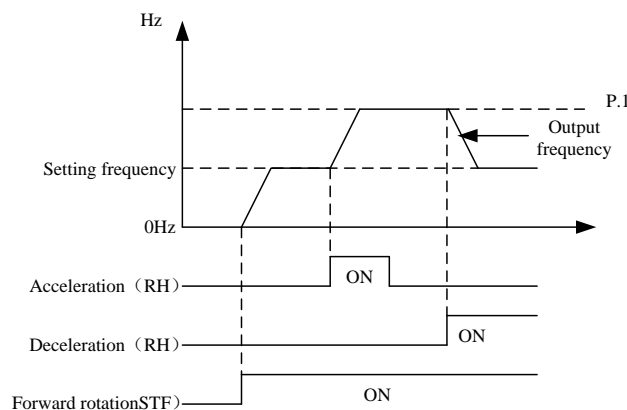 Hz
P.1
Output
frequency
Setting frequency
0Hz
Acceleration（RH）
ON
Deceleration（RH）
ON
Forward rotationSTF）
ON